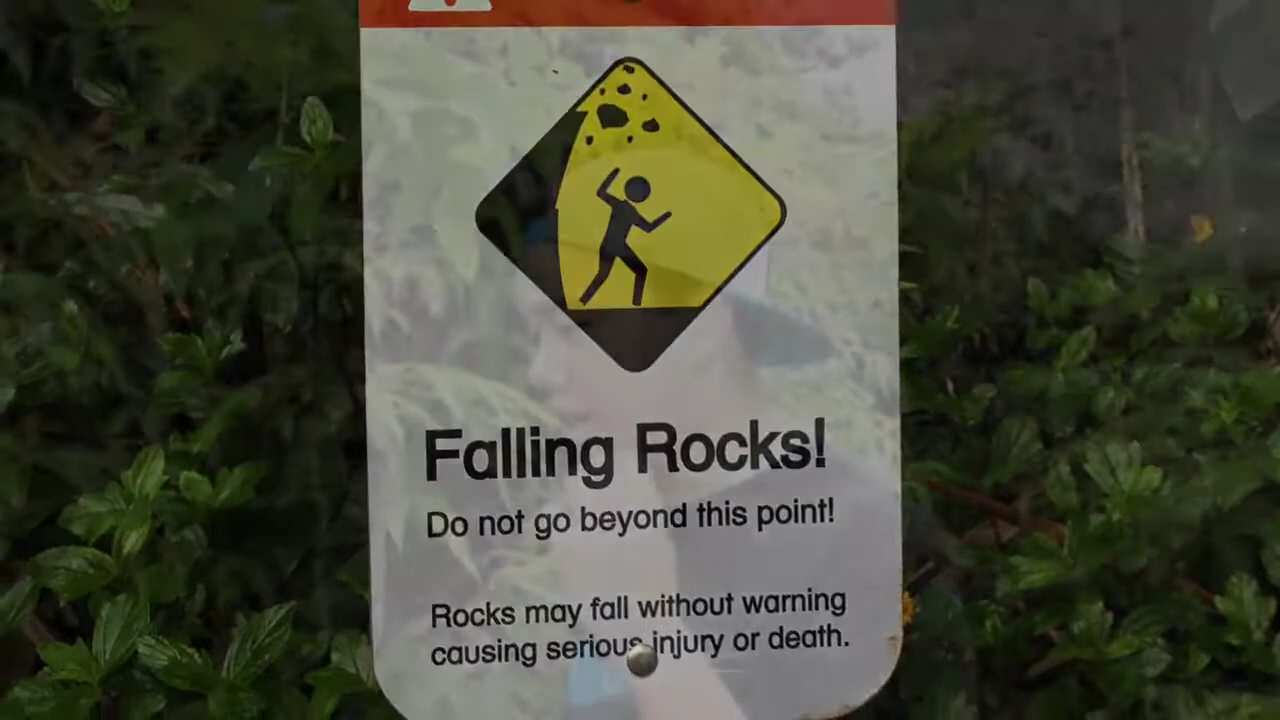 Falling Rocks!
Do not go beyond this point!
Rocks may fall without warning
causing serious injury or death.